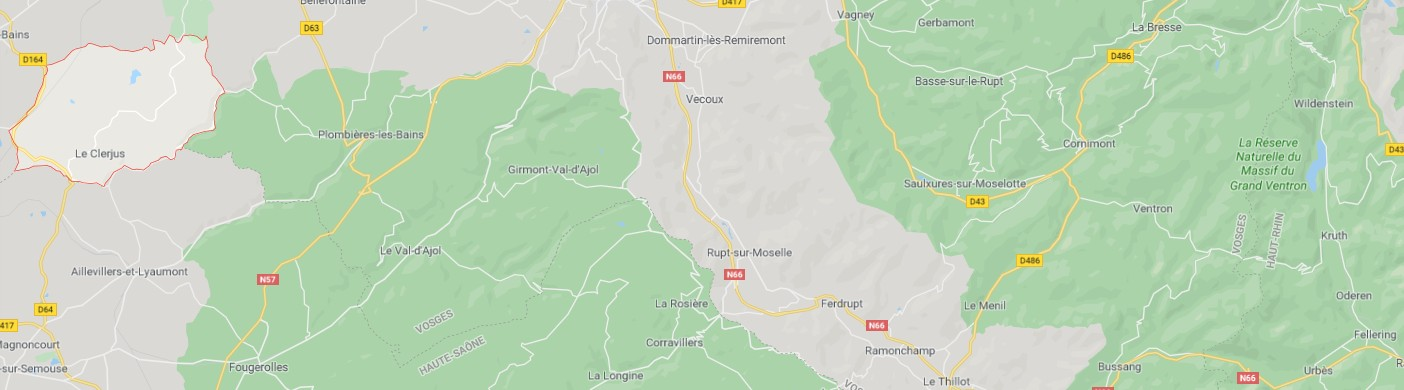 Bellefontaine
D417
-Bains
D63
Vagney
Gerbamont
La Bresse
Dommartin-lès-Remiremont
D164
D486
N66
Basse-sur-le-Rupt
Vecoux
Wildenstein
Plombières-les-Bains
Le Clerjus
Cornimont
La Réserve
Naturelle du
Massif du
Grand Ventron
D43
Girmont-Val-d'Ajol
Saulxures-sur-Moselotte
D43
Ventron
VOSGES
HAUT-RHIN
Kruth
Le Val-d'Ajol
Rupt-sur-Moselle
D486
Aillevillers-et-Lyaumont
N57
N66
Oderen
D64
La Rosière
Ferdrupt
Le Menil
VOSGES
HAUTE-SAÔNE
417
N66
Fellering
Magnoncourt
Corravillers
Ramonchamp
-sur-Semouse
Fougerolles
Bussang
Urbès
La Longine
Le Thillot
N66